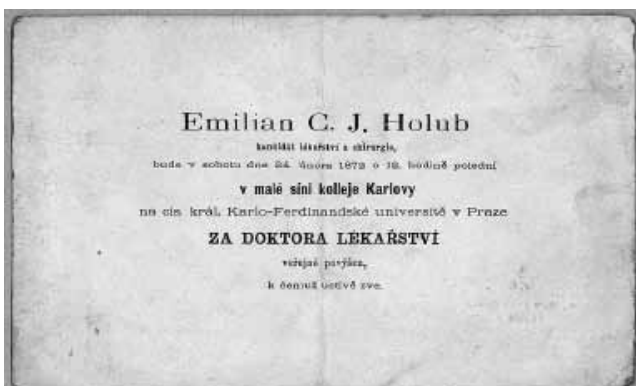 Emilian C. J. Holub
kandidát lékařství a chirurgie,
bude v sobotu dne 24. února 1872 o 12. hodině polední
v malé síni kolleje Karlovy
na cís. král. Karlo-Ferdinandské universitě v Praze
ZA DOKTORA LÉKAŘSTVÍ
veřejně povýšen,
k čemuž uctivě zve.